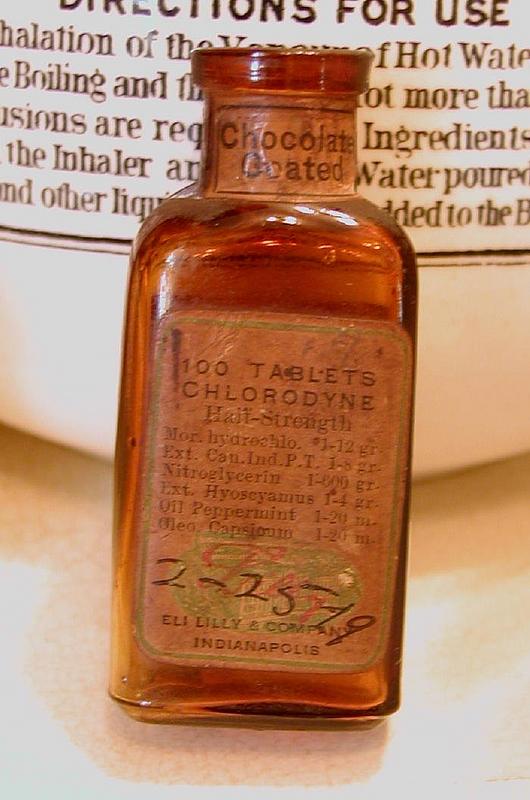 DIRECTIONS FOR USE
halation of the Vapour of Hot Wate
e Boiling and th ot more tha
usions are req Ingredients
the Inhaler an Water poured
nd other liqu dded to the B
Chocolate
Coated
100 TABLETS
CHLORODYNE
Half-Strength
Mor. hydrochlo. 1-12 gr.
Ext. Can.Ind.P.T. 1-8 gr.
Nitroglycerin 1-600 gr.
Ext. Hyoscyamus 1-4 gr.
Oil Peppermint 1-20 m.
Oleo. Capsicum 1-20 m.
2-25-79
ELI LILLY & COMPANY
INDIANAPOLIS